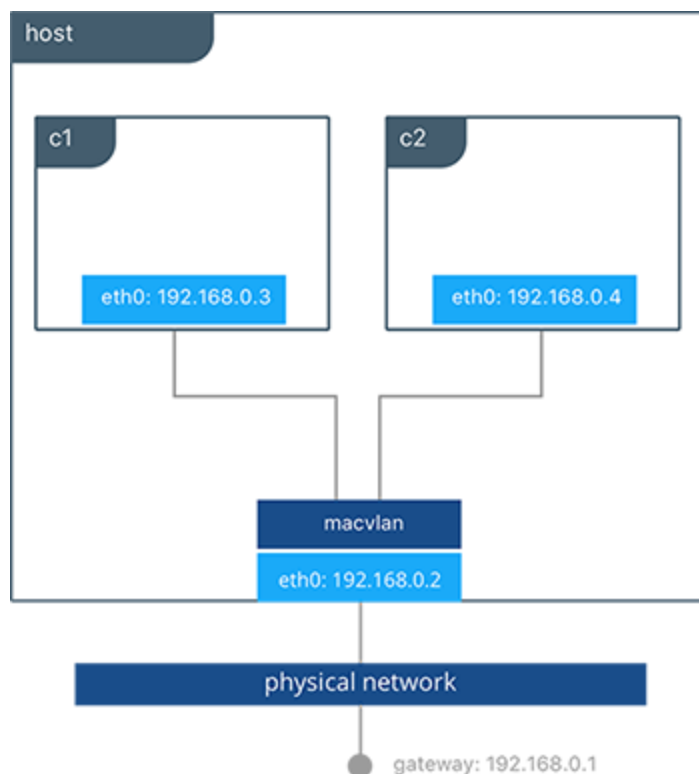 host
c1
c2
eth0: 192.168.0.3
eth0: 192.168.0.4
macvlan
eth0: 192.168.0.2
physical network
gateway: 192.168.0.1